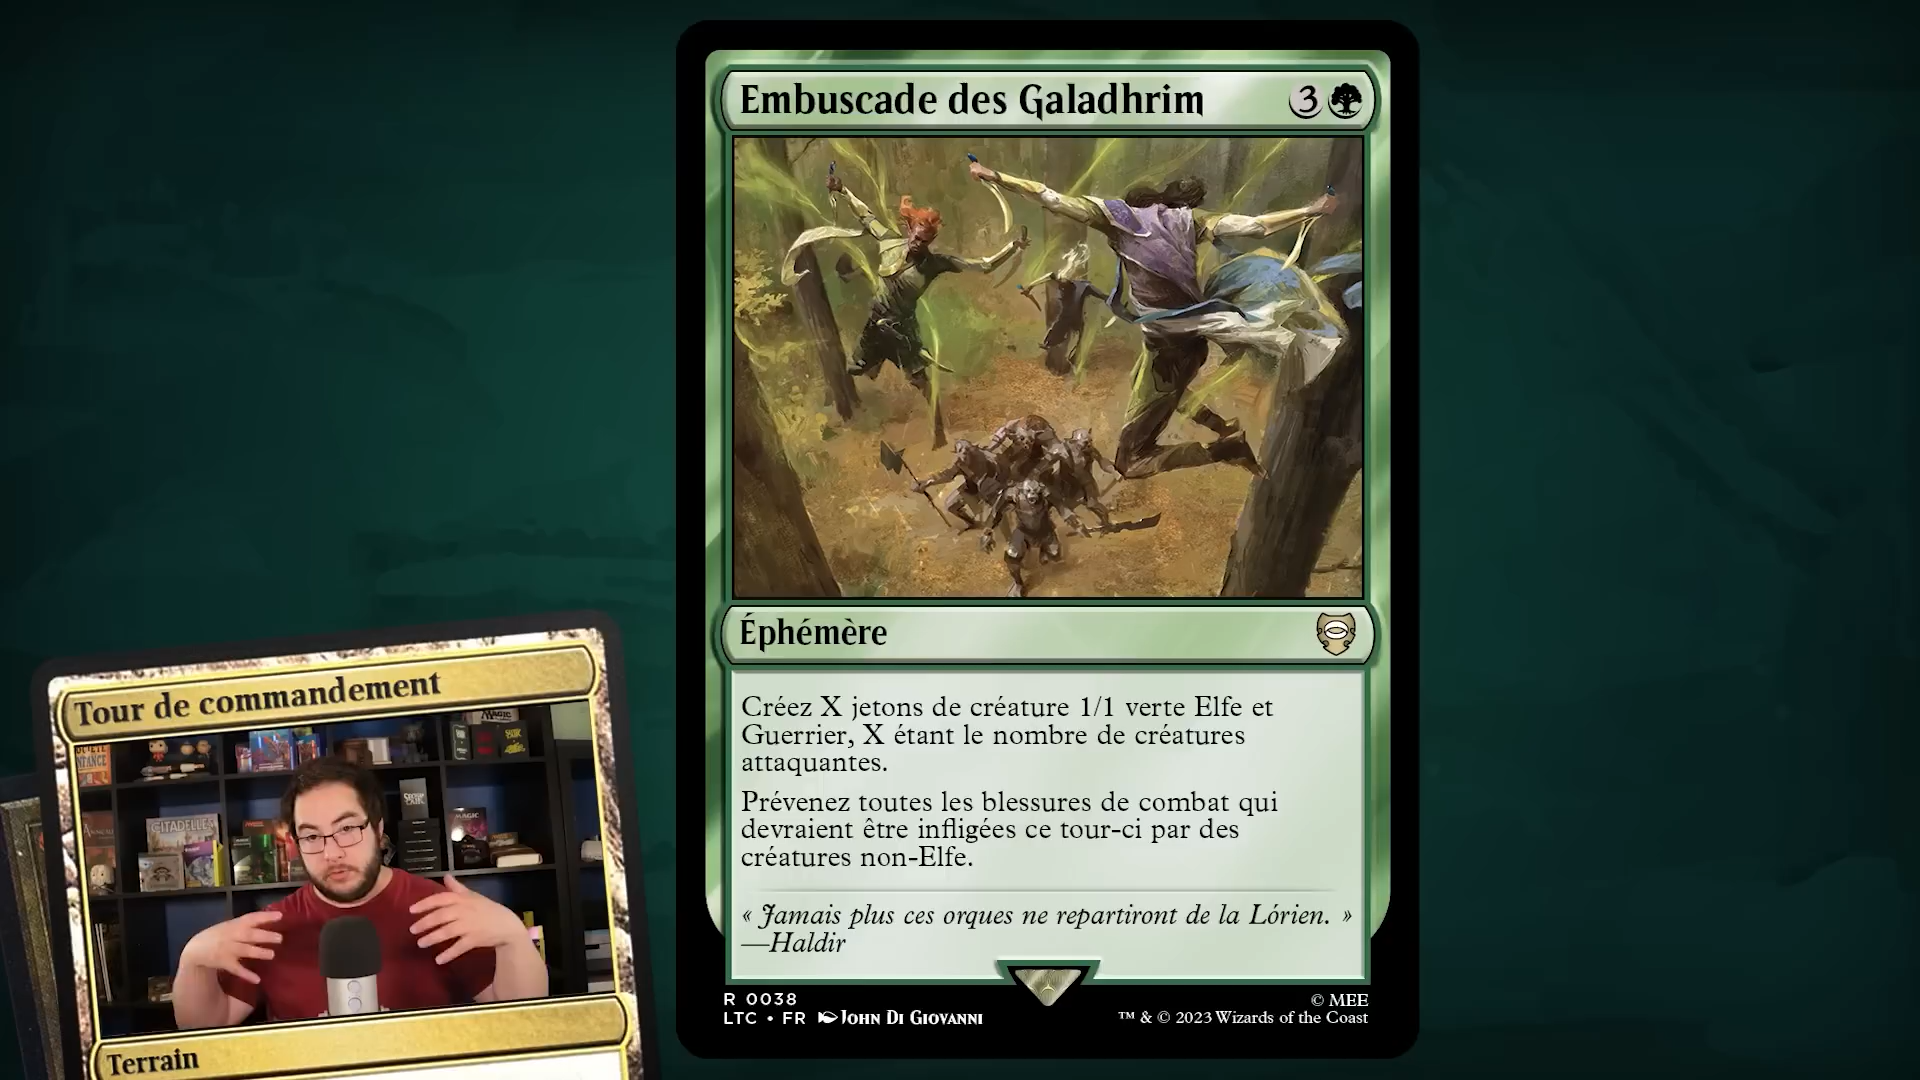 Embuscade des Galadhrim
3
Éphémère
Créez X jetons de créature 1/1 verte Elfe et
Guerrier, X étant le nombre de créatures
attaquantes.
Prévenez toutes les blessures de combat qui
devraient être infligées ce tour-ci par des
créatures non-Elfe.
« Jamais plus ces orques ne repartiront de la Lórien. »
—Haldir
R 0038
LTC • FR John Di Giovanni
© MEE
™ & © 2023 Wizards of the Coast
Tour de commandement
MAGIC
CITADELLES
MAGIC
Terrain